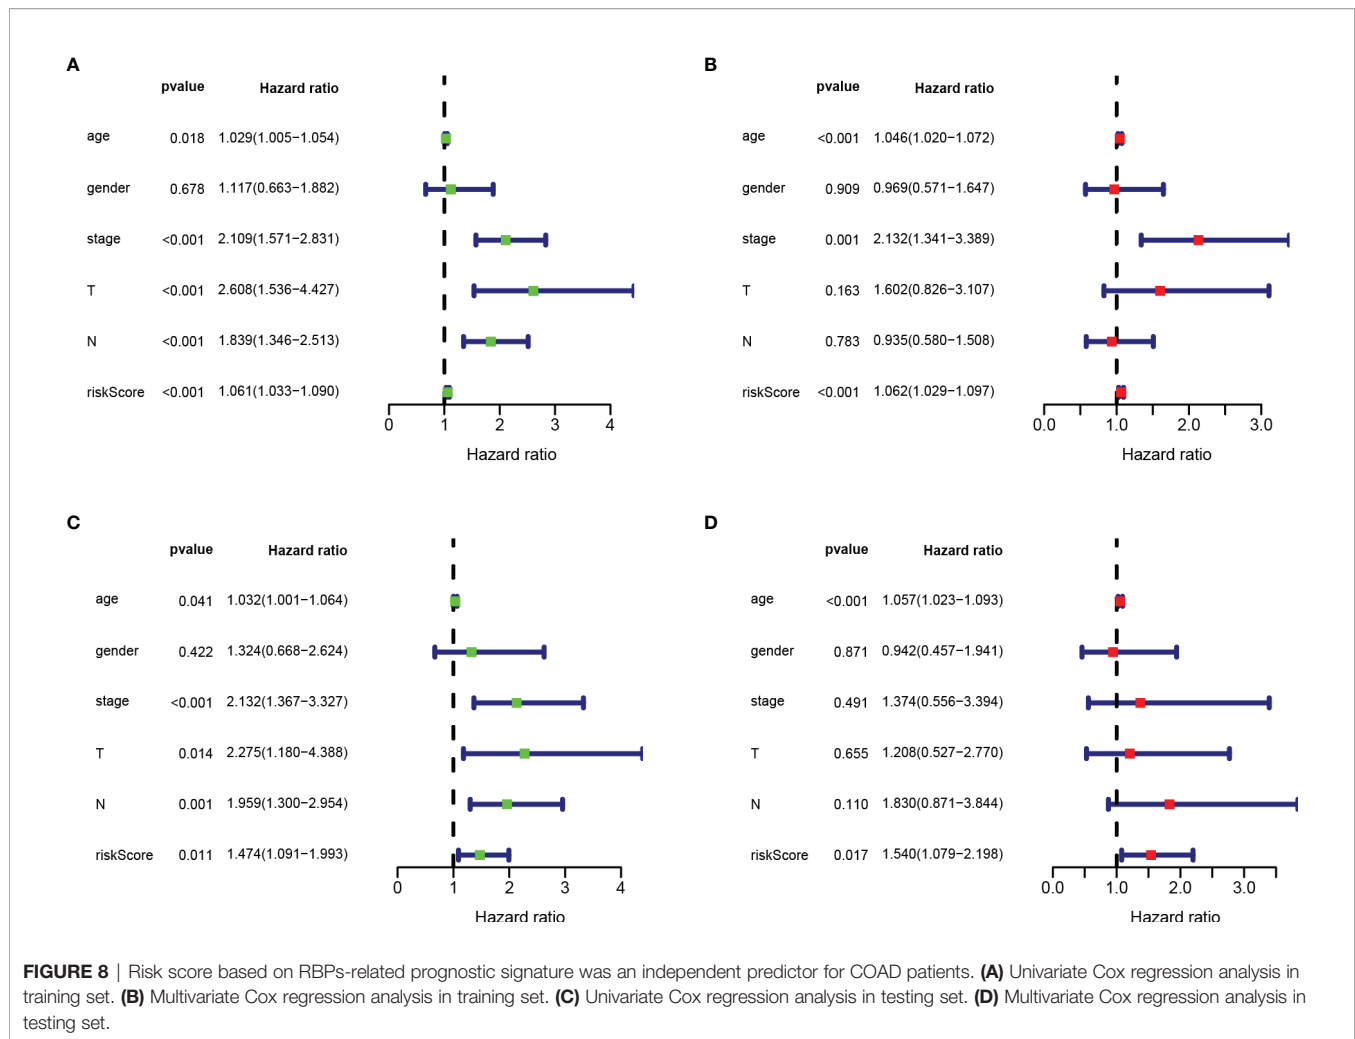 A
pvalue Hazard ratio
age 0.018 1.029(1.005−1.054)
gender 0.678 1.117(0.663−1.882)
stage <0.001 2.109(1.571−2.831)
T <0.001 2.608(1.536−4.427)
N <0.001 1.839(1.346−2.513)
riskScore <0.001 1.061(1.033−1.090)
0 1 2 3 4
Hazard ratio
B
pvalue Hazard ratio
age <0.001 1.046(1.020−1.072)
gender 0.909 0.969(0.571−1.647)
stage 0.001 2.132(1.341−3.389)
T 0.163 1.602(0.826−3.107)
N 0.783 0.935(0.580−1.508)
riskScore <0.001 1.062(1.029−1.097)
0.0 1.0 2.0 3.0
Hazard ratio
C
pvalue Hazard ratio
age 0.041 1.032(1.001−1.064)
gender 0.422 1.324(0.668−2.624)
stage <0.001 2.132(1.367−3.327)
T 0.014 2.275(1.180−4.388)
N 0.001 1.959(1.300−2.954)
riskScore 0.011 1.474(1.091−1.993)
0 1 2 3 4
Hazard ratio
D
pvalue Hazard ratio
age <0.001 1.057(1.023−1.093)
gender 0.871 0.942(0.457−1.941)
stage 0.491 1.374(0.556−3.394)
T 0.655 1.208(0.527−2.770)
N 0.110 1.830(0.871−3.844)
riskScore 0.017 1.540(1.079−2.198)
0.0 1.0 2.0 3.0
Hazard ratio
FIGURE 8 | Risk score based on RBPs-related prognostic signature was an independent predictor for COAD patients. (A) Univariate Cox regression analysis in
training set. (B) Multivariate Cox regression analysis in training set. (C) Univariate Cox regression analysis in testing set. (D) Multivariate Cox regression analysis in
testing set.